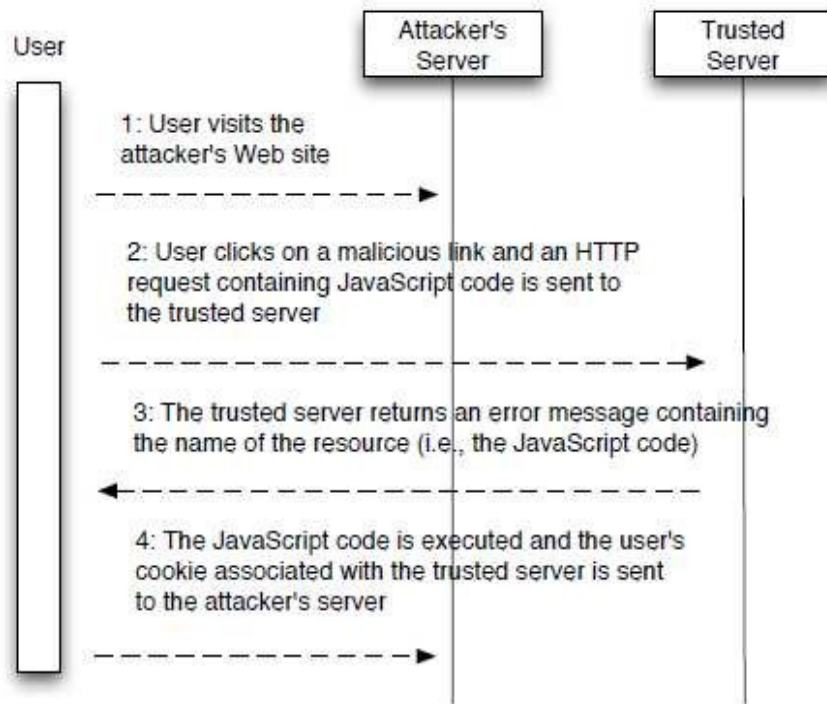 User
Attacker's
Server
Trusted
Server
1: User visits the
attacker's Web site
2: User clicks on a malicious link and an HTTP
request containing JavaScript code is sent to
the trusted server
3: The trusted server returns an error message containing
the name of the resource (i.e., the JavaScript code)
4: The JavaScript code is executed and the user's
cookie associated with the trusted server is sent
to the attacker's server